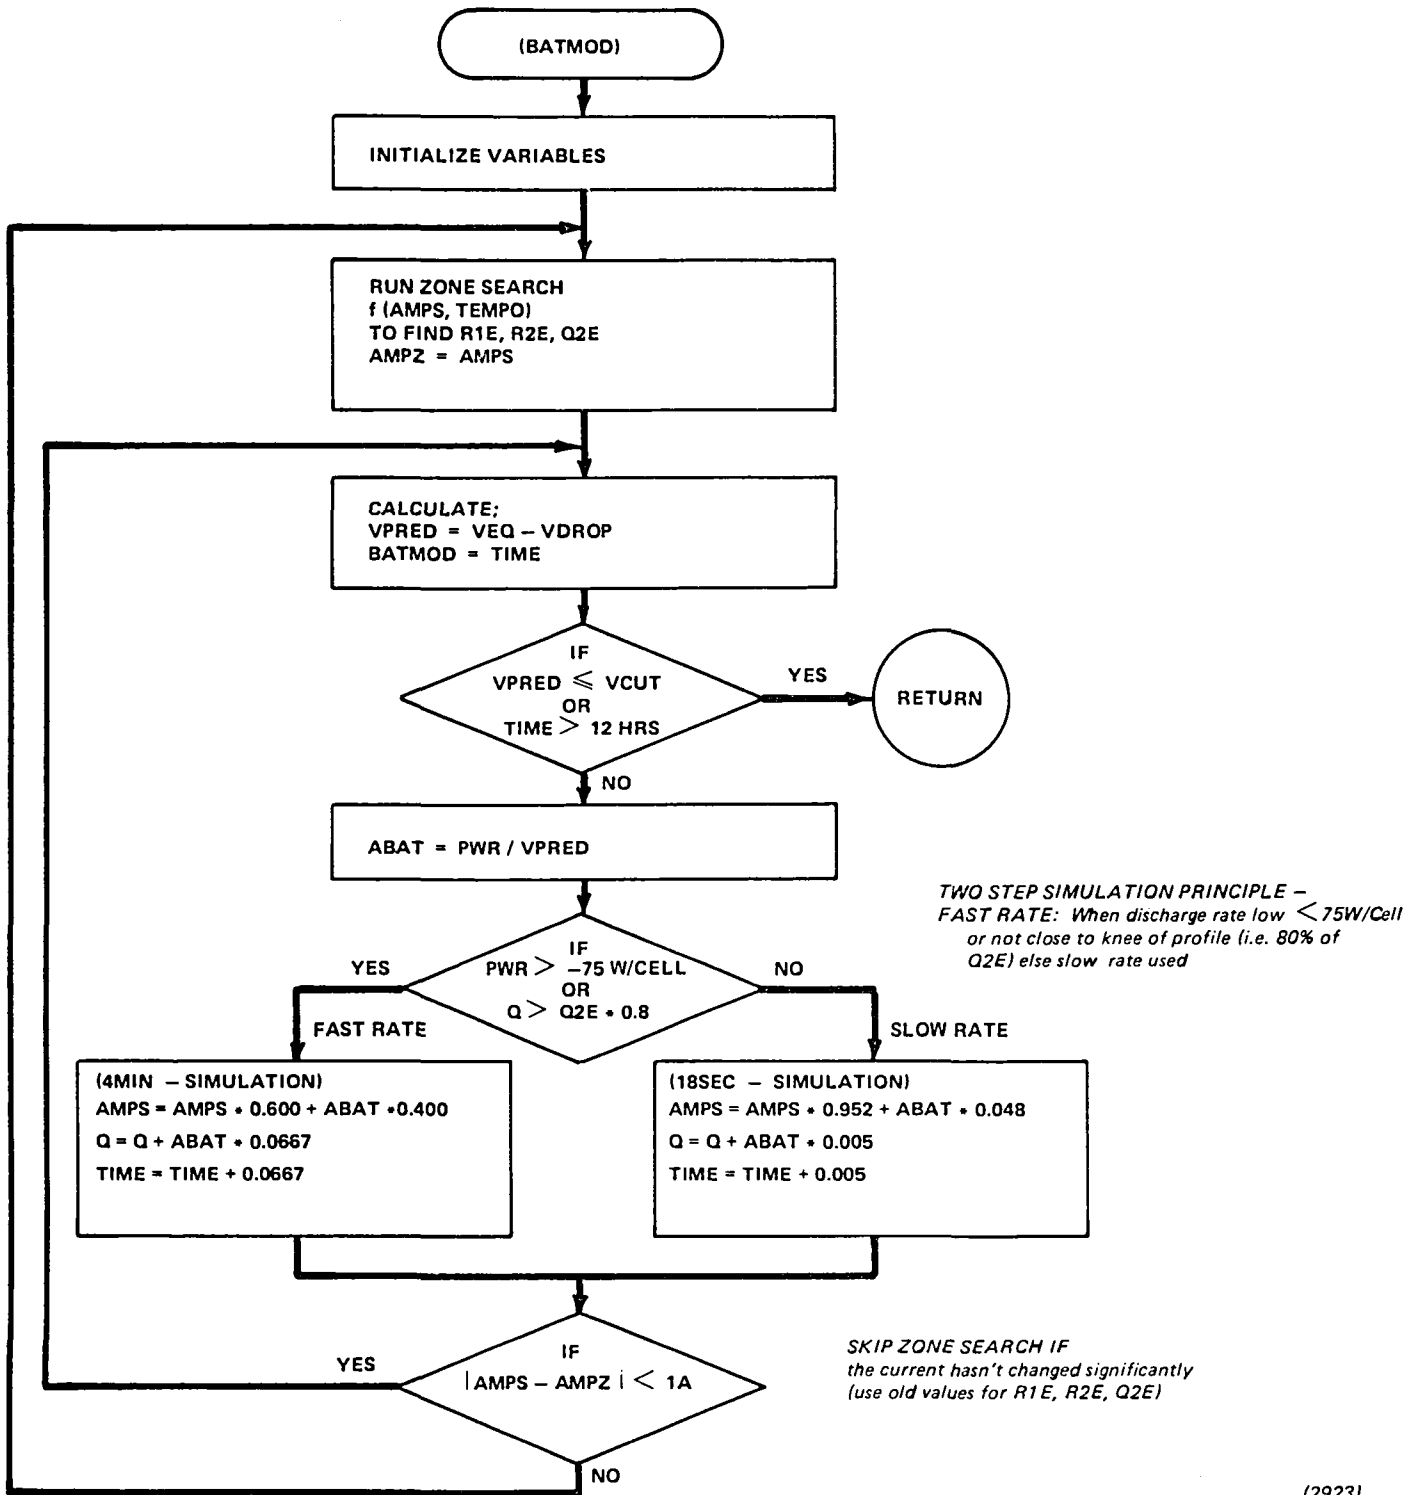 (BATMOD)
INITIALIZE VARIABLES
RUN ZONE SEARCH
f (AMPS, TEMPO)
TO FIND R1E, R2E, Q2E
AMPZ = AMPS
CALCULATE;
VPRED = VEQ – VDROP
BATMOD = TIME
IF
VPRED ⩽ VCUT
OR
TIME > 12 HRS
YES
RETURN
NO
ABAT = PWR / VPRED
TWO STEP SIMULATION PRINCIPLE –
FAST RATE: When discharge rate low < 75W/Cell
or not close to knee of profile (i.e. 80% of
Q2E) else slow rate used
IF
PWR > –75 W/CELL
OR
Q > Q2E * 0.8
YES
NO
FAST RATE
SLOW RATE
(4MIN – SIMULATION)
AMPS = AMPS * 0.600 + ABAT * 0.400
Q = Q + ABAT * 0.0667
TIME = TIME + 0.0667
(18SEC – SIMULATION)
AMPS = AMPS * 0.952 + ABAT * 0.048
Q = Q + ABAT * 0.005
TIME = TIME + 0.005
IF
|AMPS – AMPZ| < 1A
YES
NO
SKIP ZONE SEARCH IF
the current hasn't changed significantly
(use old values for R1E, R2E, Q2E)
(2923)